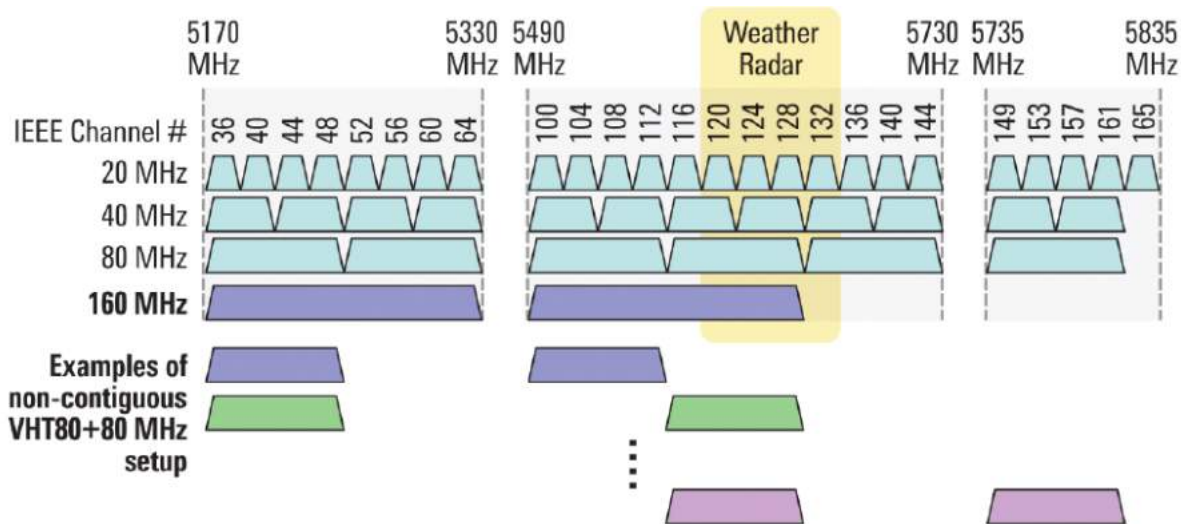 5170 MHz
5330 MHz
5490 MHz
Weather Radar
5730 MHz
5735 MHz
5835 MHz
IEEE Channel # 36 40 44 48 52 56 60 64 100 104 108 112 116 120 124 128 132 136 140 144 149 153 157 161 165
20 MHz
40 MHz
80 MHz
160 MHz
Examples of
non-contiguous
VHT80+80 MHz
setup